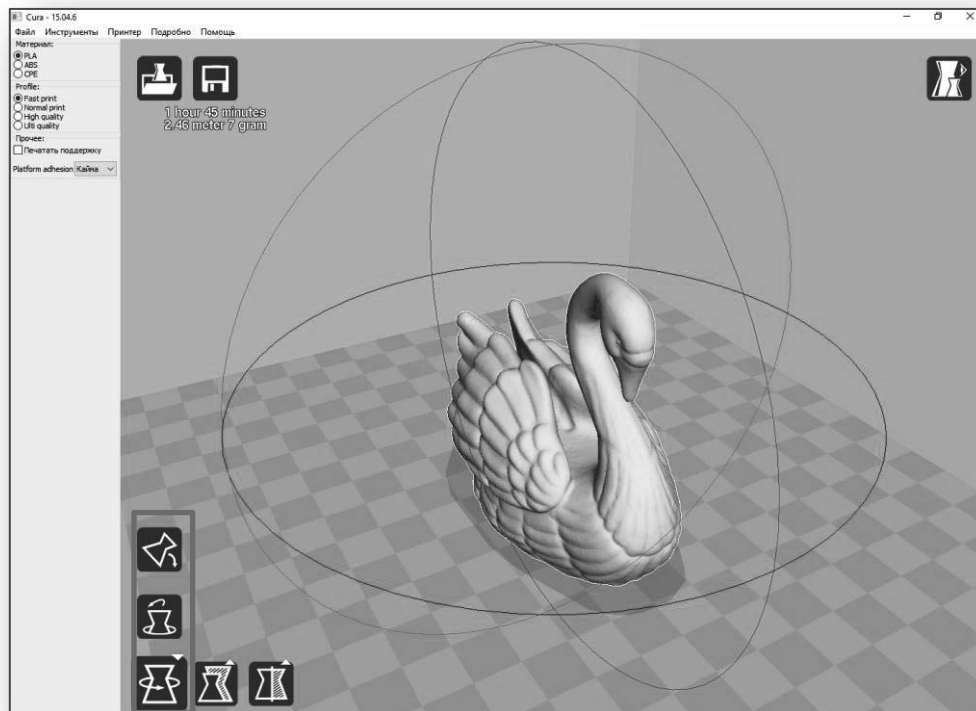 Cura - 15.04.6
Файл Инструменты Принтер Подробно Помощь
Материал:
PLA
ABS
CPE
Profile:
Fast print
Normal print
High quality
Ulti quality
Прочее:
Печатать поддержку
Platform adhesion Кайма
1 hour 45 minutes
2.46 meter 7 gram